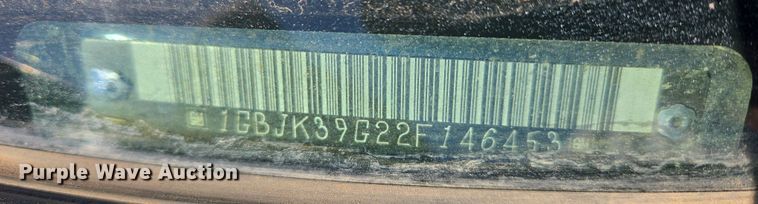 1GBJK39G22F146453
Purple Wave Auction